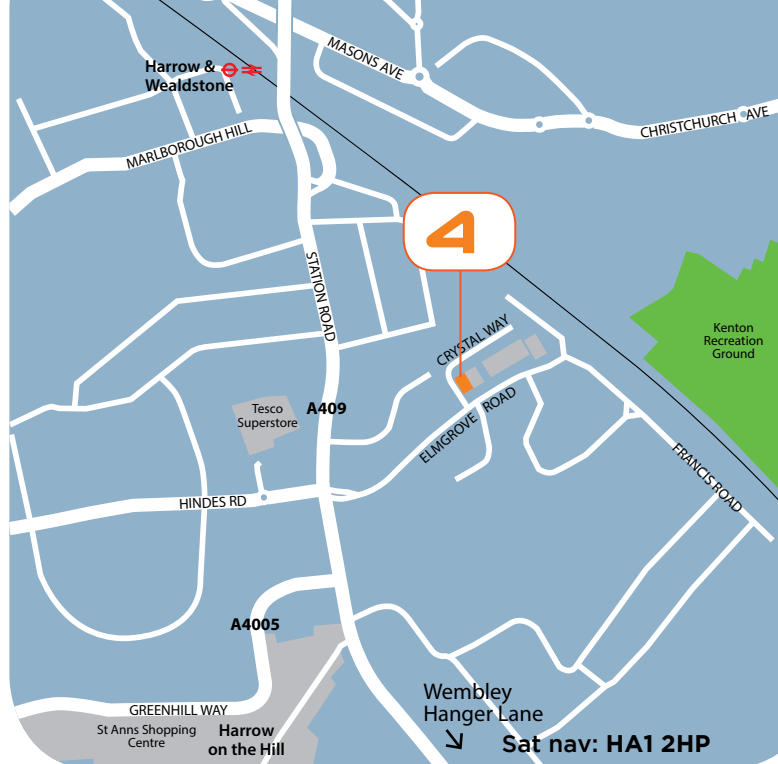 MASONS AVE
Harrow &
Wealdstone
CHRISTCHURCH AVE
MARLBOROUGH HILL
4
STATION ROAD
CRYSTAL WAY
Kenton
Recreation
Ground
Tesco
Superstore
A409
ELMGROVE ROAD
FRANCIS ROAD
HINDES RD
A4005
Wembley
Hanger Lane
GREENHILL WAY
St Anns Shopping
Centre
Harrow
on the Hill
Sat nav: HA1 2HP